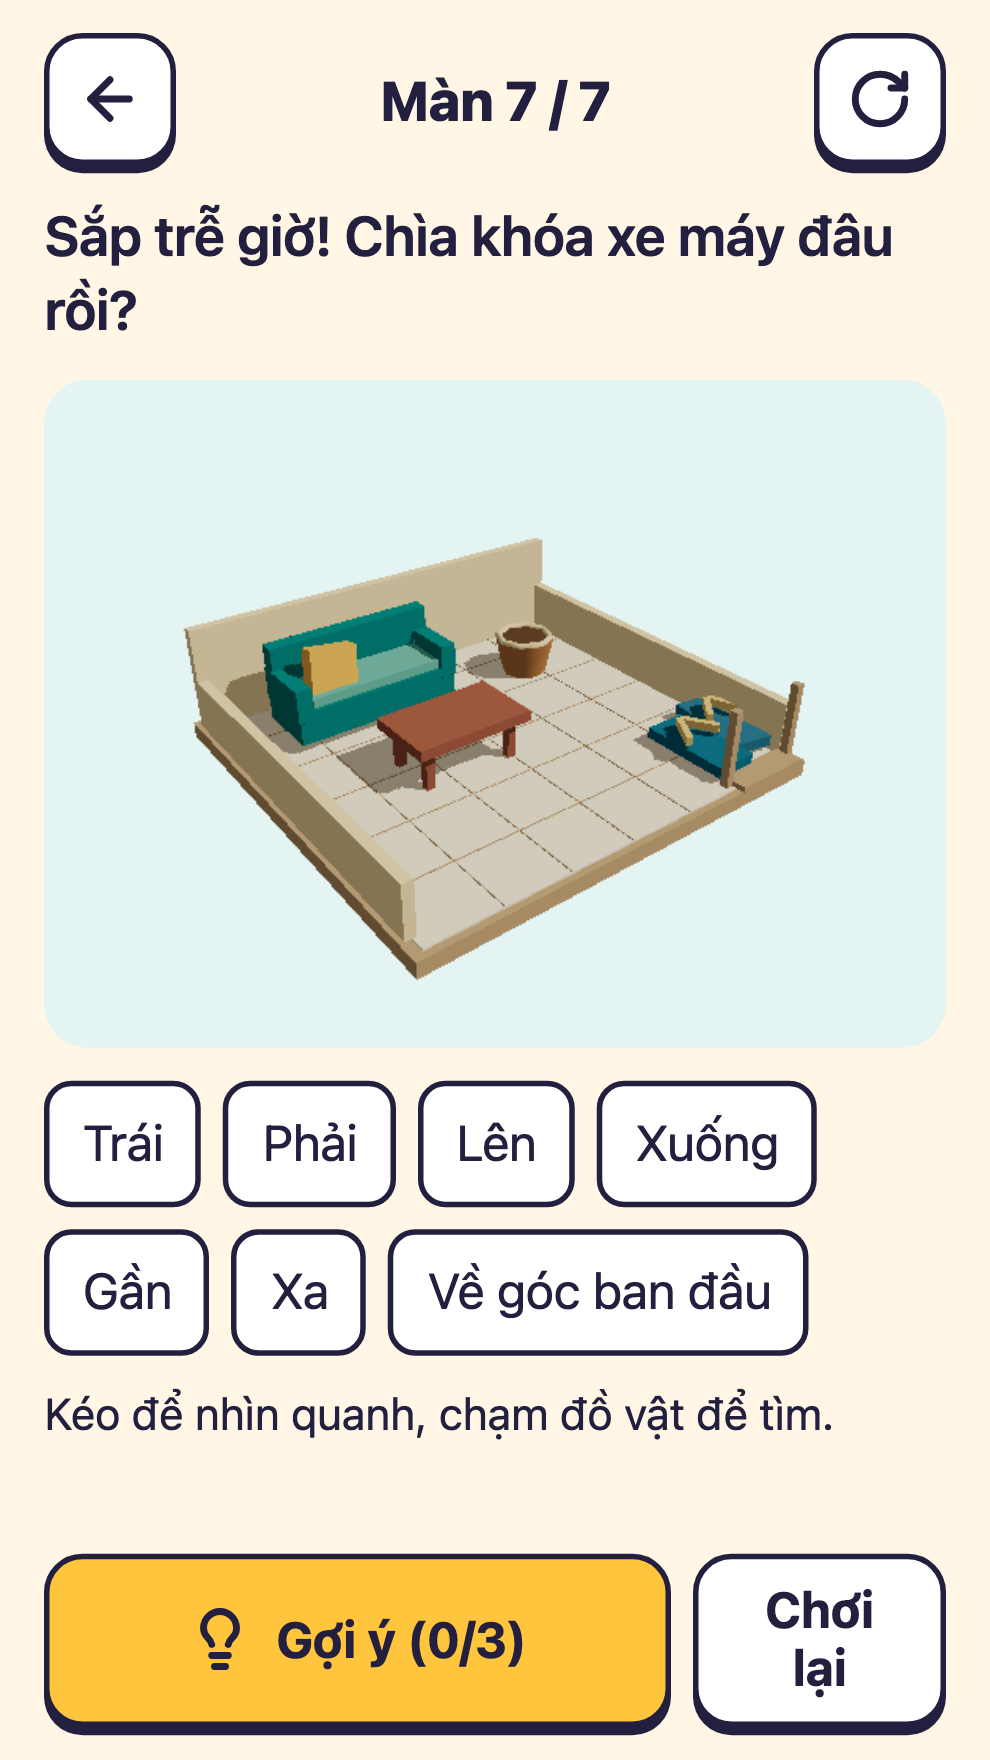 Màn 7 / 7
Sắp trễ giờ! Chìa khóa xe máy đâu
rồi?
Trái
Phải
Lên
Xuống
Gần
Xa
Về góc ban đầu
Kéo để nhìn quanh, chạm đồ vật để tìm.
Gợi ý (0/3)
Chơi
lại